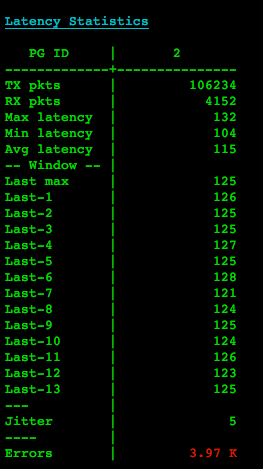 Latency Statistics
PG ID | 2
--------------+---------------
TX pkts | 106234
RX pkts | 4152
Max latency | 132
Min latency | 104
Avg latency | 115
-- Window -- |
Last max | 125
Last-1 | 126
Last-2 | 125
Last-3 | 125
Last-4 | 127
Last-5 | 125
Last-6 | 128
Last-7 | 121
Last-8 | 124
Last-9 | 125
Last-10 | 124
Last-11 | 126
Last-12 | 123
Last-13 | 125
--- |
Jitter | 5
---- |
Errors | 3.97 K